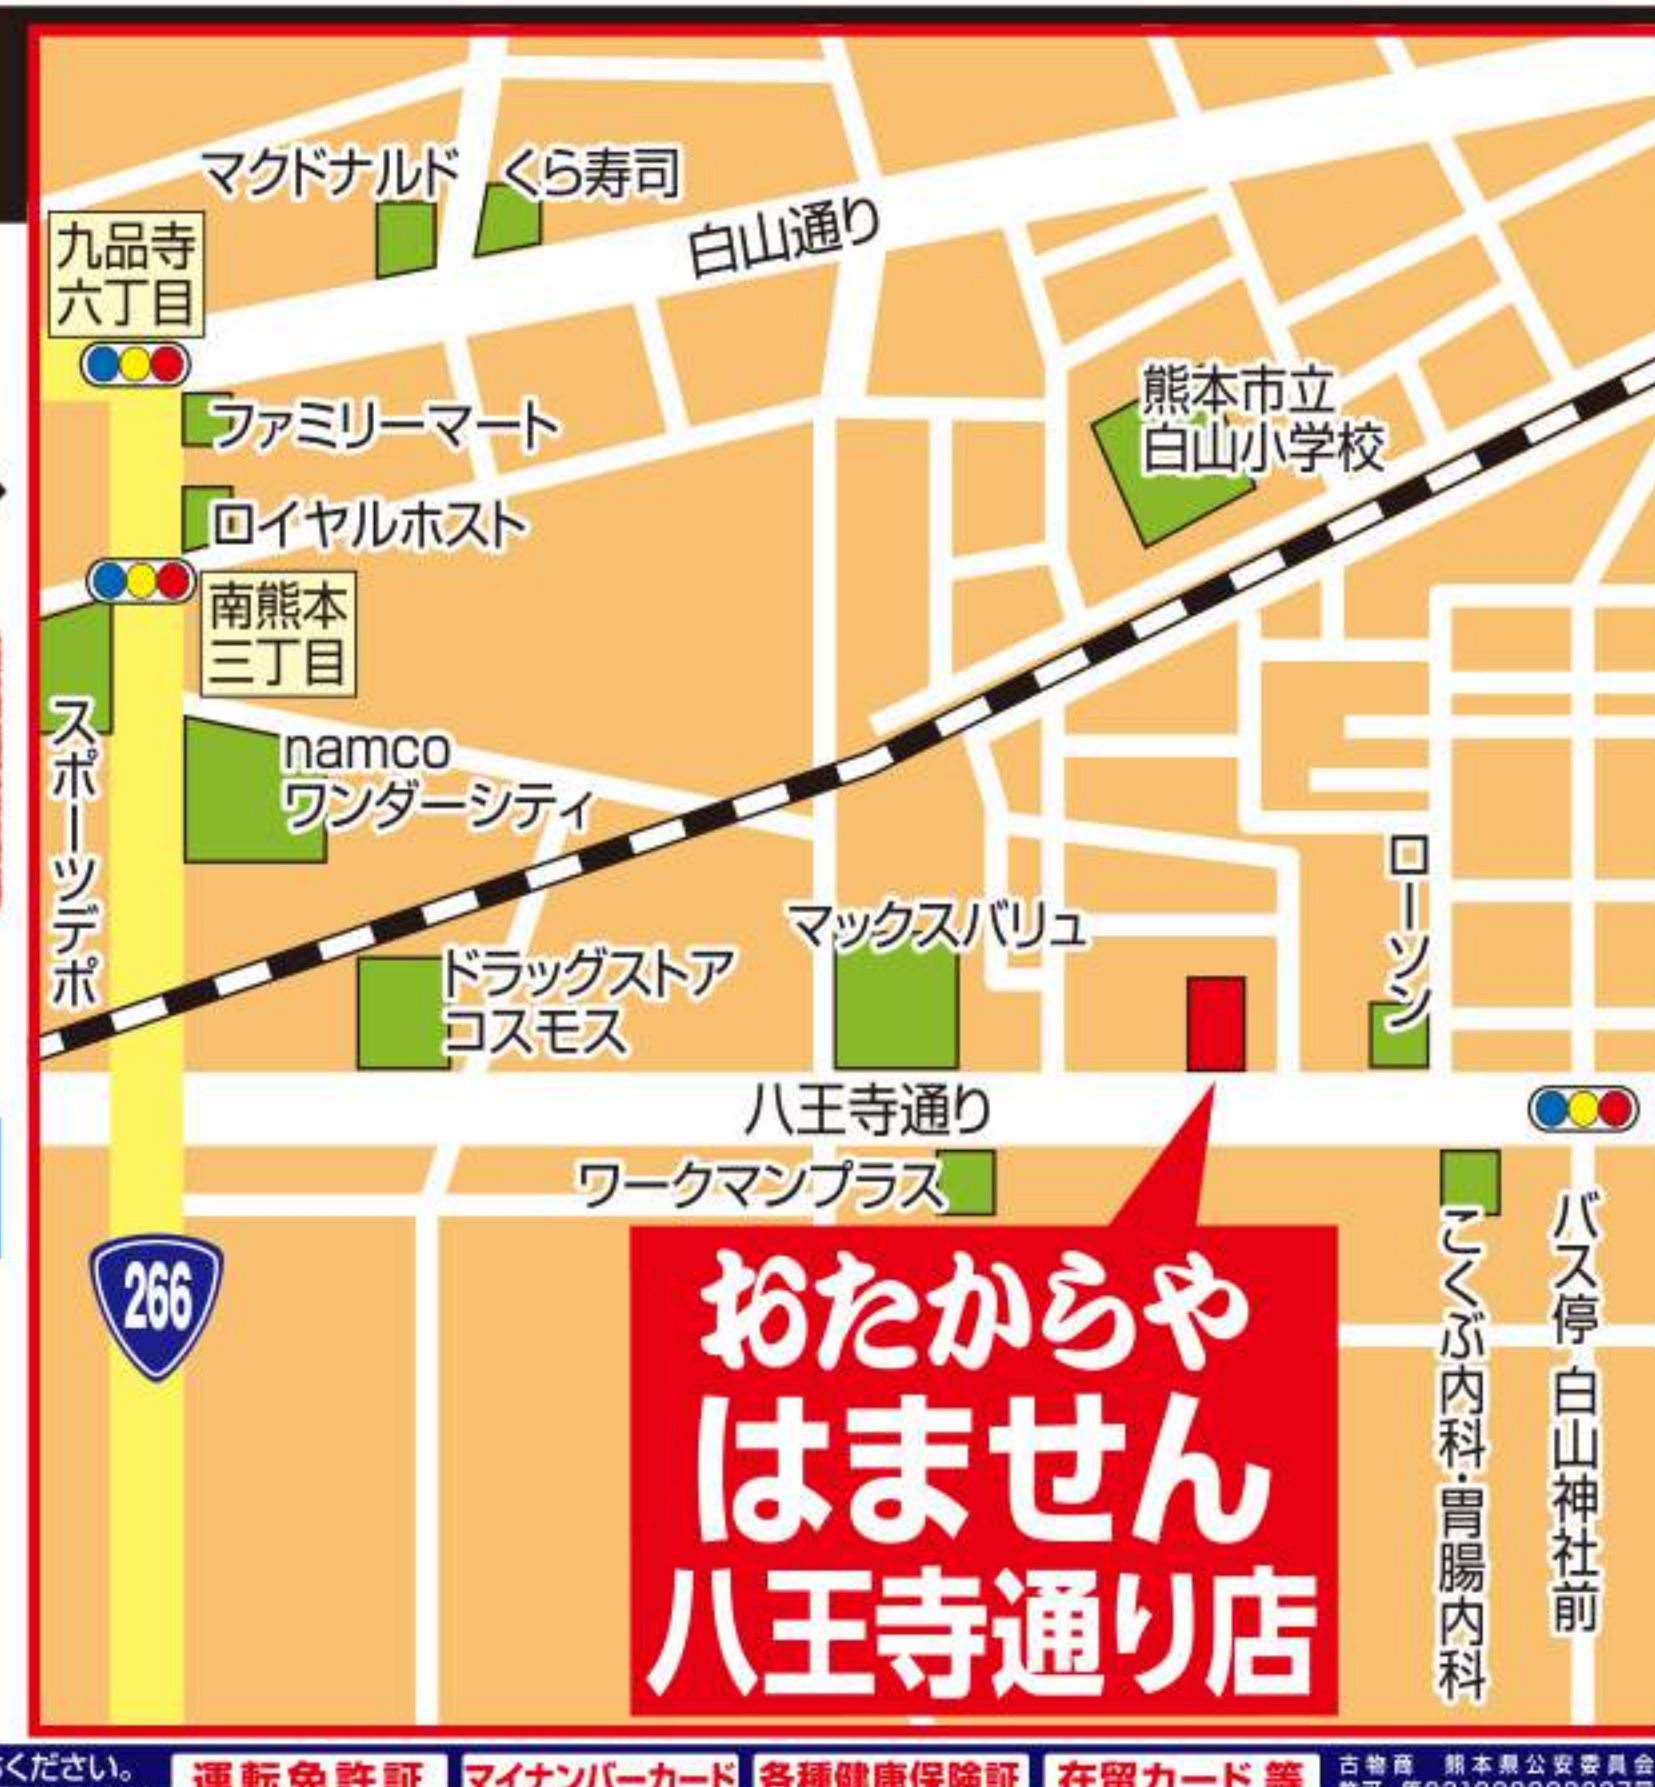 マクドナルド
くら寿司
白山通り
九品寺
六丁目
ファミリーマート
熊本市立
白山小学校
ロイヤルホスト
南熊本
三丁目
スポーツデポ
namco
ワンダーシティ
ローソン
マックスバリュ
ドラッグストア
コスモス
八王寺通り
ワークマンプラス
266
おたからや
はません
八王寺通り店
こくぶ内科・胃腸内科
バス停 白山神社前
ください。
運転免許証
マイナンバーカード
各種健康保険証
在留カード 等
古物商 熊本県公安委員会